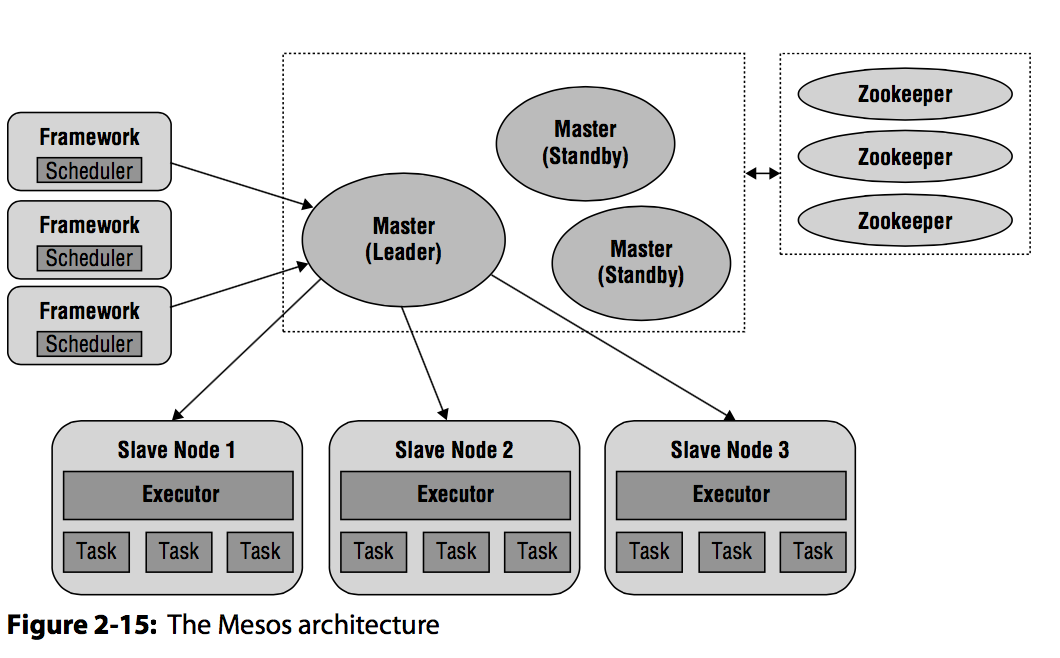 Framework
Scheduler
Framework
Scheduler
Framework
Scheduler
Master
(Leader)
Master
(Standby)
Master
(Standby)
Zookeeper
Zookeeper
Zookeeper
Slave Node 1
Executor
Task Task Task
Slave Node 2
Executor
Task Task Task
Slave Node 3
Executor
Task Task Task
Figure 2-15: The Mesos architecture